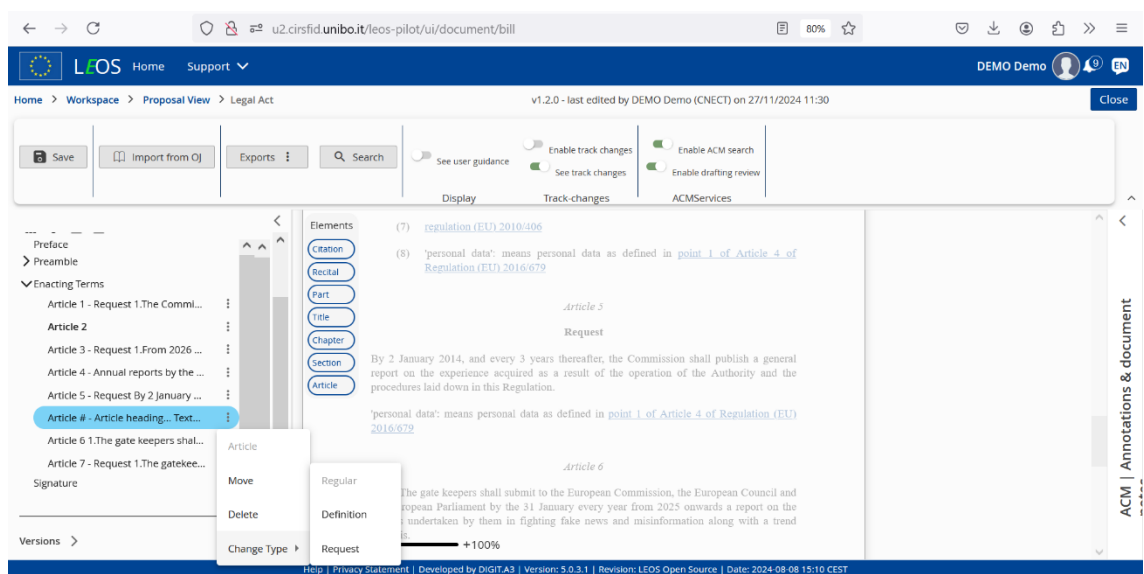 80%
u2.cirsfid.unibo.it/leos-pilot/ui/document/bill
LEOS Home Support
DEMO Demo 9 EN
Home > Workspace > Proposal View > Legal Act
v1.2.0 - last edited by DEMO Demo (CNECT) on 27/11/2024 11:30
Close
Save
Import from OJ
Exports
Search
See user guidance
Display
Enable track changes
See track changes
Track-changes
Enable ACM search
Enable drafting review
ACMServices
Preface
Preamble
Enacting Terms
Article 1 - Request 1.The Commi...
Article 2
Article 3 - Request 1.From 2026 ...
Article 4 - Annual reports by the ...
Article 5 - Request By 2 January ...
Article # - Article heading... Text...
Article 6 1.The gate keepers shal...
Article 7 - Request 1.The gatekee...
Signature
Versions >
Article
Move
Delete
Change Type
Regular
Definition
Request
Elements
Citation
Recital
Part
Title
Chapter
Section
Article
(7) regulation (EU) 2010/406
(8) 'personal data': means personal data as defined in point 1 of Article 4 of
Regulation (EU) 2016/679
Article 5
Request
By 2 January 2014, and every 3 years thereafter, the Commission shall publish a general
report on the experience acquired as a result of the operation of the Authority and the
procedures laid down in this Regulation.
'personal data': means personal data as defined in point 1 of Article 4 of Regulation (EU)
2016/679
Article 6
The gate keepers shall submit to the European Commission, the European Council and
Parliament by the 31 January every year from 2025 onwards a report on the
undertaken by them in fighting fake news and misinformation along with a trend
+100%
ACM | Annotations & document
Help | Privacy Statement | Developed by DIGIT.A3 | Version: 5.0.3.1 | Revision: LEOS Open Source | Date: 2024-08-08 15:10 CEST